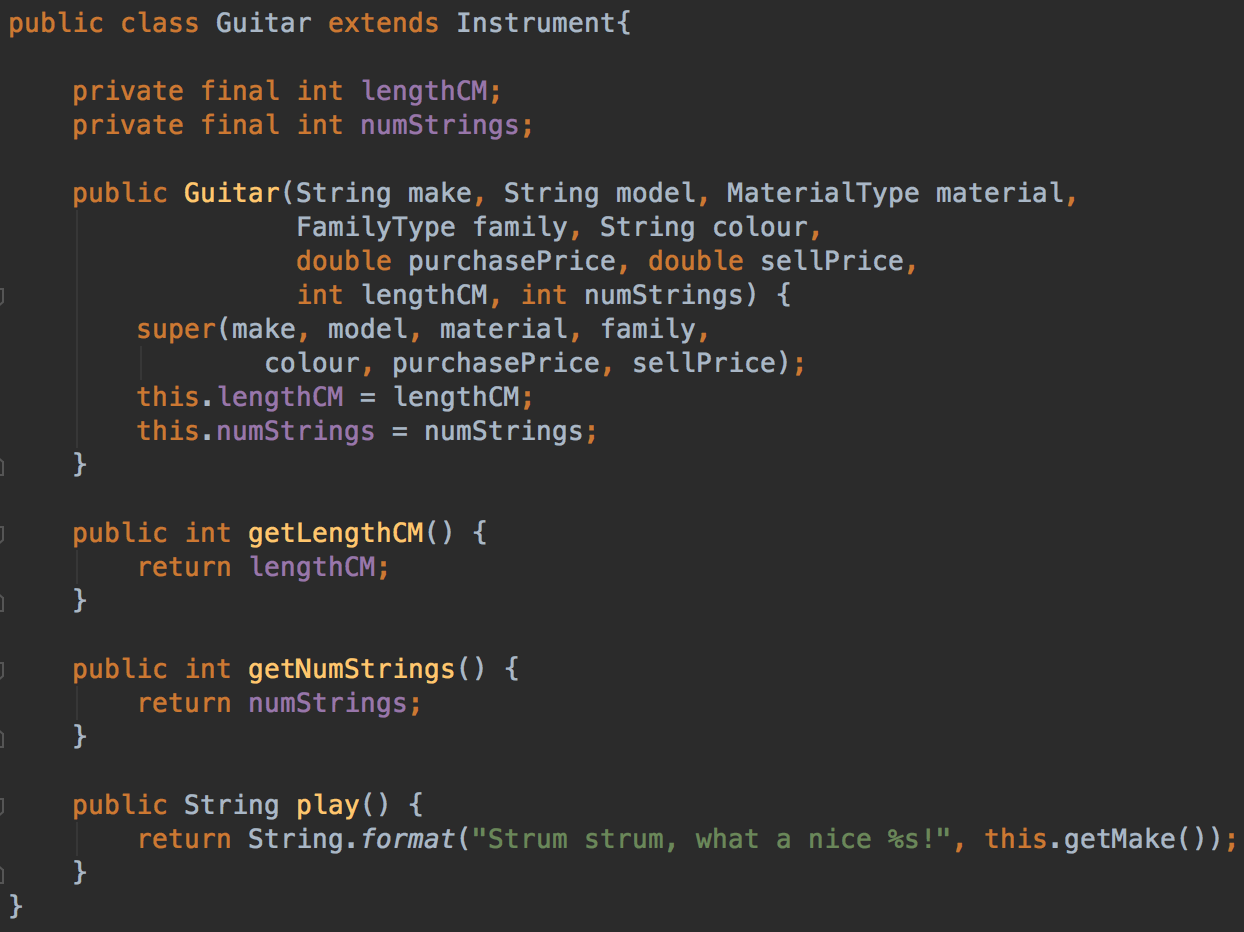 public class Guitar extends Instrument{
    private final int lengthCM;
    private final int numStrings;
    public Guitar(String make, String model, MaterialType material,
                  FamilyType family, String colour,
                  double purchasePrice, double sellPrice,
                  int lengthCM, int numStrings) {
        super(make, model, material, family,
                colour, purchasePrice, sellPrice);
        this.lengthCM = lengthCM;
        this.numStrings = numStrings;
    }
    public int getLengthCM() {
        return lengthCM;
    }
    public int getNumStrings() {
        return numStrings;
    }
    public String play() {
        return String.format("Strum strum, what a nice %s!", this.getMake());
    }
}